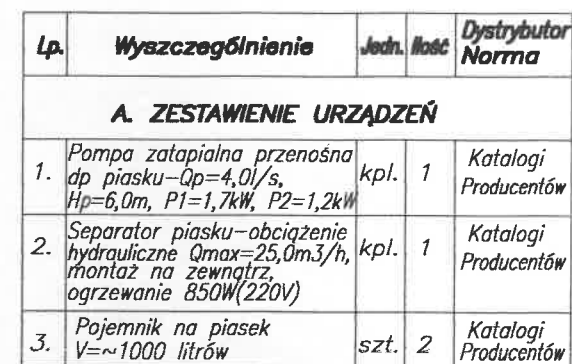 Lp. Wyszczególnienie Jedn. Ilość Dystrybutor
Norma
A. ZESTAWIENIE URZĄDZEŃ
1. Pompa zatapialna przenośna kpl. 1 Katalogi
dp piasku-Qp=4,0l/s, Producentów
Hp=6,0m, P1=1,7kW, P2=1,2kW
2. Separator piasku-obciążenie kpl. 1 Katalogi
hydrauliczne Qmax=25,0m3/h, Producentów
montaż na zewnątrz,
ogrzewanie 850W(220V)
3. Pojemnik na piasek szt. 2 Katalogi
V=~1000 litrów Producentów